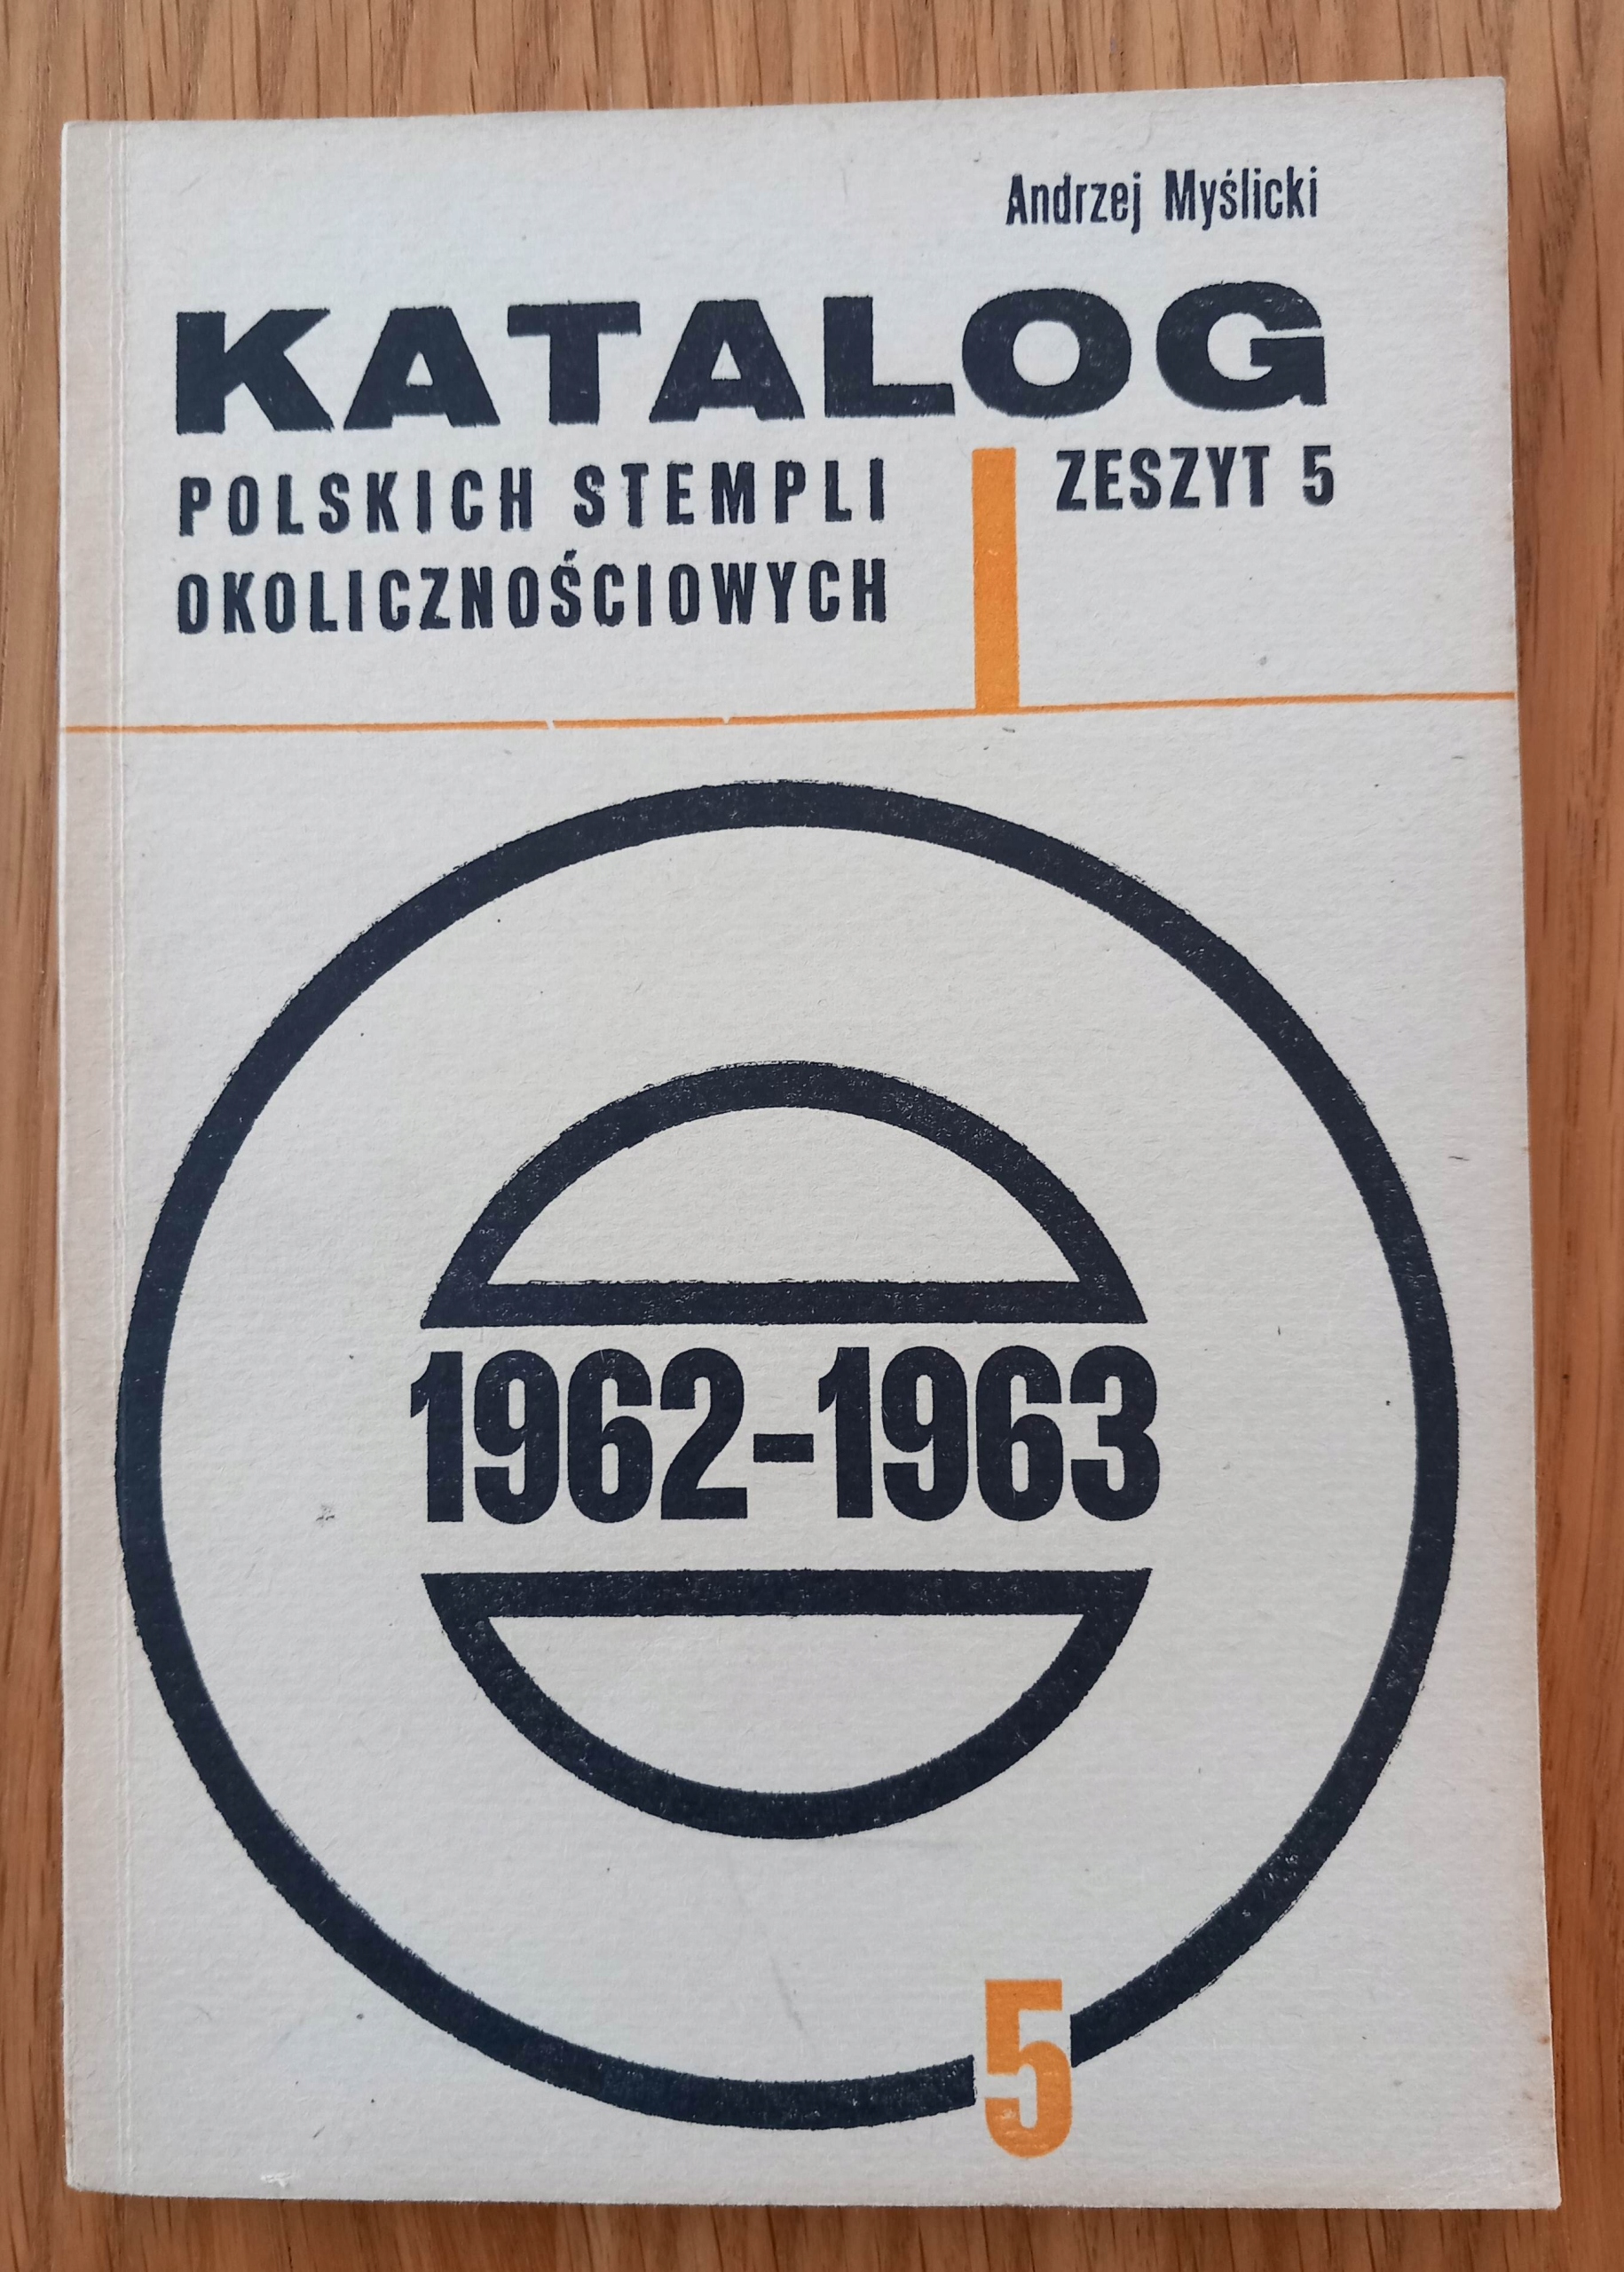 Andrzej Myślicki
KATALOG
POLSKICH STEMPLI
OKOLICZNOŚCIOWYCH
ZESZYT 5
1962-1963
5